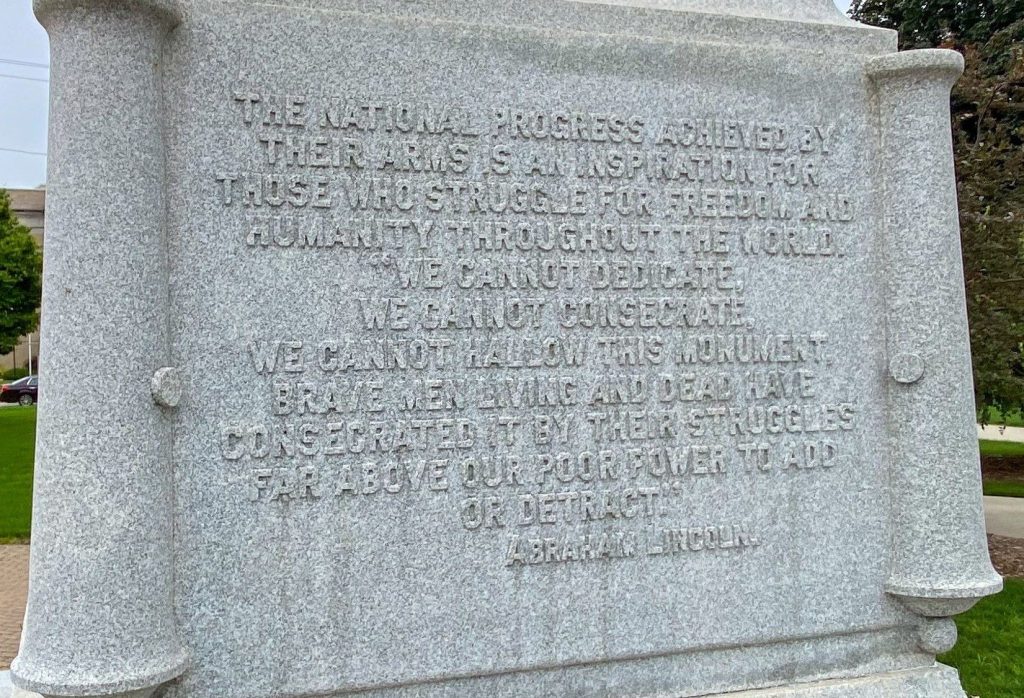 THE NATIONAL PROGRESS ACHIEVED BY
THEIR ARMS IS AN INSPIRATION FOR
THOSE WHO STRUGGLE FOR FREEDOM AND
HUMANITY THROUGHOUT THE WORLD.
"WE CANNOT DEDICATE,
WE CANNOT CONSECRATE,
WE CANNOT HALLOW THIS MONUMENT,
BRAVE MEN LIVING AND DEAD HAVE
CONSECRATED IT BY THEIR STRUGGLES
FAR ABOVE OUR POOR POWER TO ADD
OR DETRACT."
ABRAHAM LINCOLN.